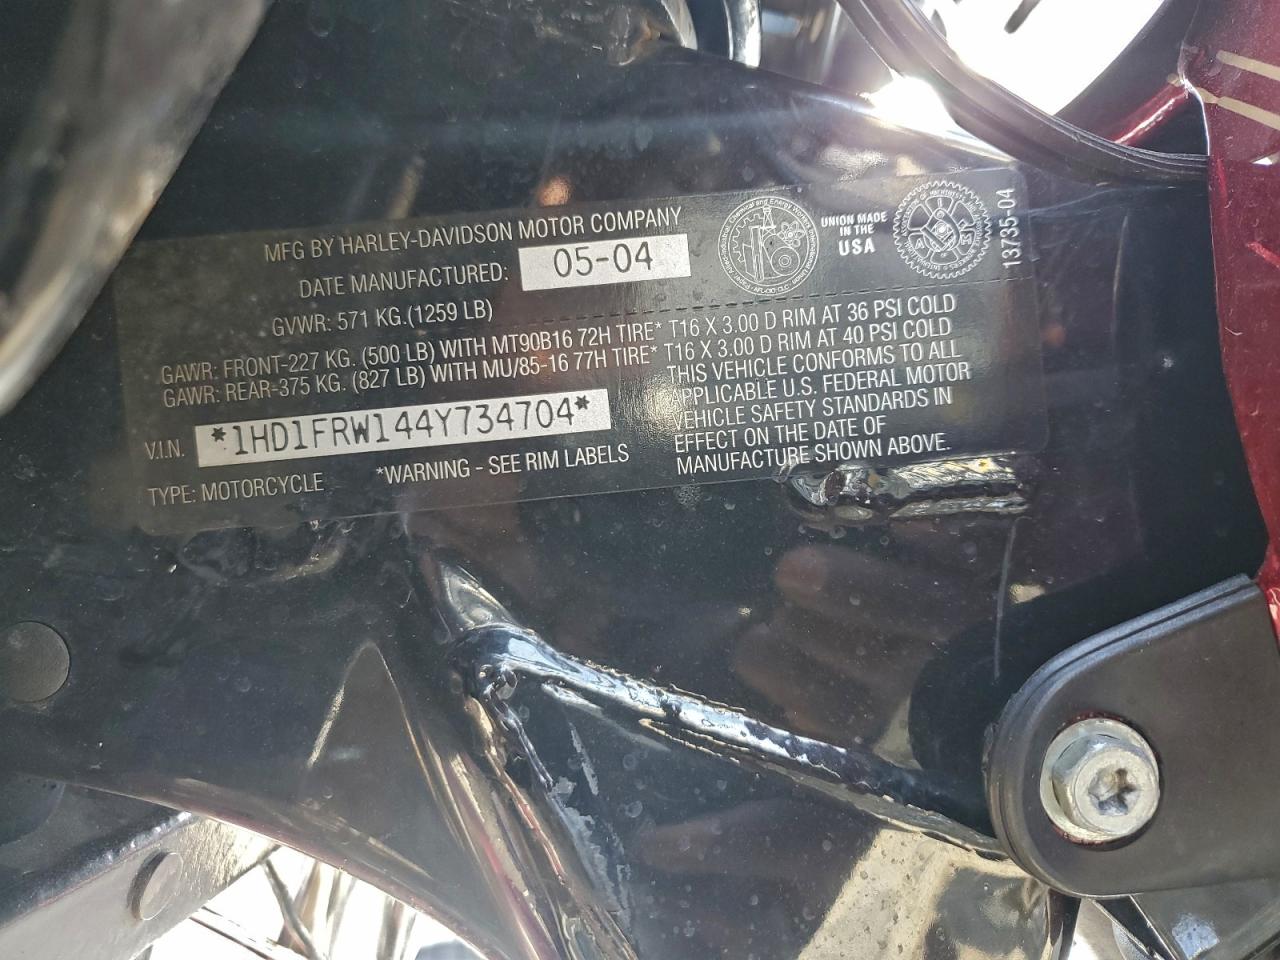 MFG BY HARLEY-DAVIDSON MOTOR COMPANY
DATE MANUFACTURED: 05-04
GVWR: 571 KG.(1259 LB)
GAWR: FRONT-227 KG. (500 LB) WITH MT90B16 72H TIRE* T16 X 3.00 D RIM AT 36 PSI COLD
GAWR: REAR-375 KG. (827 LB) WITH MU/85-16 77H TIRE* T16 X 3.00 D RIM AT 40 PSI COLD
V.I.N. *1HD1FRW144Y734704*
TYPE: MOTORCYCLE *WARNING - SEE RIM LABELS
THIS VEHICLE CONFORMS TO ALL
APPLICABLE U.S. FEDERAL MOTOR
VEHICLE SAFETY STANDARDS IN
EFFECT ON THE DATE OF
MANUFACTURE SHOWN ABOVE.
UNION MADE
IN THE
USA
13735-04